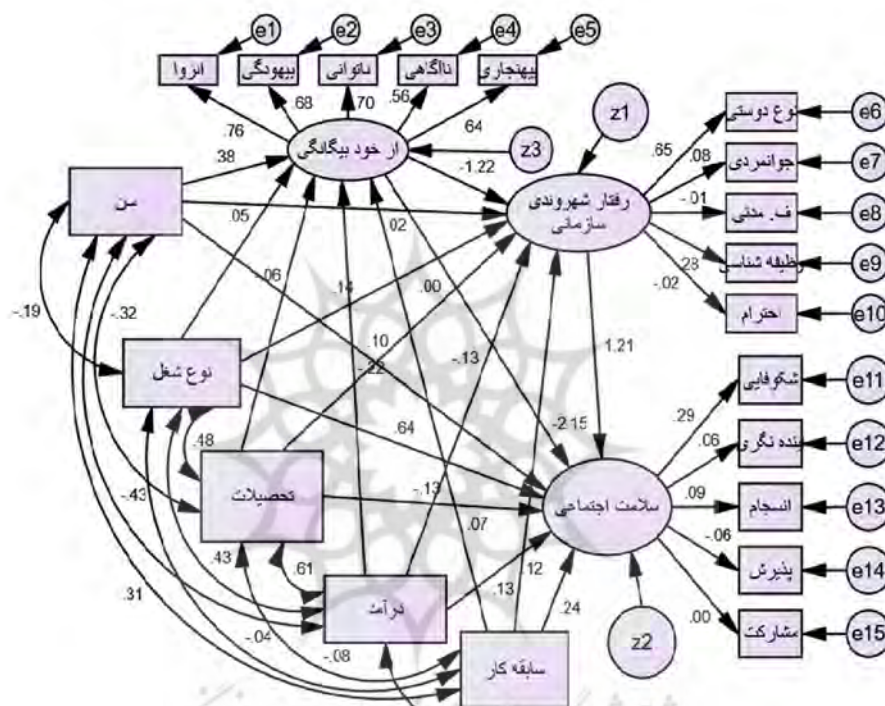 e1 e2 e3 e4 e5
انزوا بیهودگی ناتوانی ناآگاهی بیهنجاری
.76 .68 .70 .56 .64
از خود بیگانگی
z3
z1
رفتار شهروندی
سازمانی
نوع دوستی e6
جوانمردی e7
ف. مدنی e8
وظیفه شناسی e9
احترام e10
.65
.08
-.01
.28
-.02
سن
.38
-1.22
.05
.02
.06
.00
.14
-.19
-.32
.10
-.22
-.13
1.21
نوع شغل
.64
-2.15
.48
تحصیلات
-.13
.07
-.43
.43
.61
سلامت اجتماعی
شکوفایی e11
e12
انسجام e13
پذیرش e14
مشارکت e15
.29
.06
.09
-.06
.00
درآمد
.13
.12
.24
z2
.31
-.04
-.08
سابقه کار